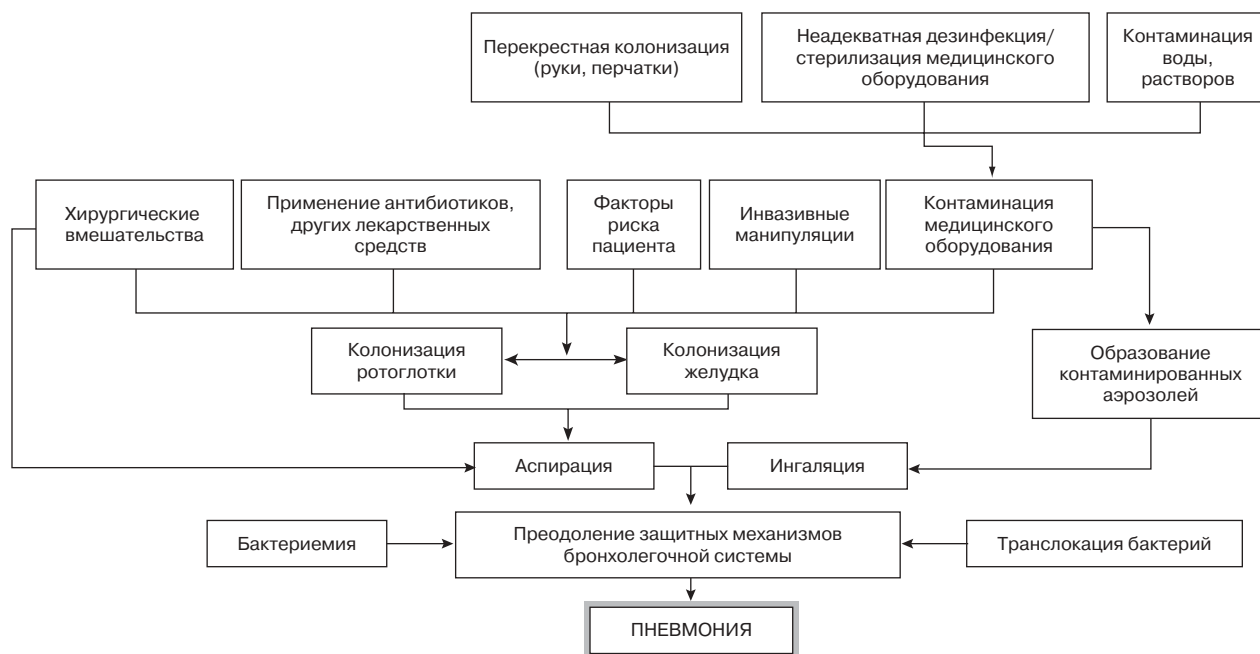 Перекрестная колонизация
(руки, перчатки)
Неадекватная дезинфекция/
стерилизация медицинского
оборудования
Контаминация
воды,
растворов
Хирургические
вмешательства
Применение антибиотиков,
других лекарственных
средств
Факторы
риска
пациента
Инвазивные
манипуляции
Контаминация
медицинского
оборудования
Колонизация
ротоглотки
Колонизация
желудка
Образование
контаминированных
аэрозолей
Аспирация
Ингаляция
Бактериемия
Преодоление защитных механизмов
бронхолегочной системы
Транслокация бактерий
ПНЕВМОНИЯ